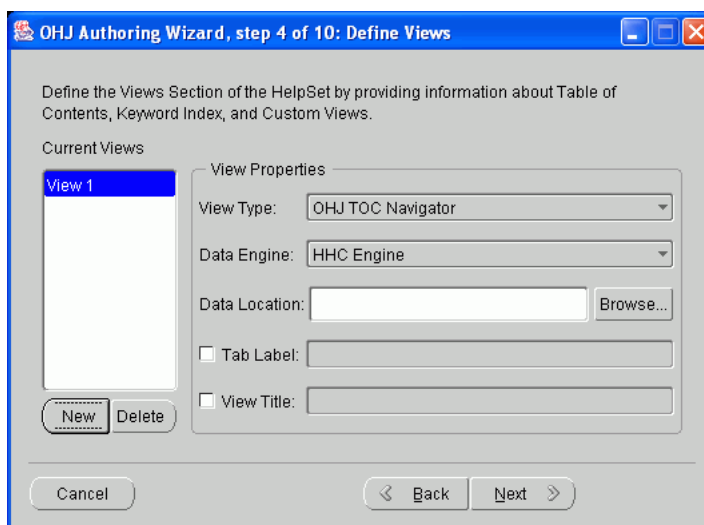 OHJ Authoring Wizard, step 4 of 10: Define Views
Define the Views Section of the HelpSet by providing information about Table of
Contents, Keyword Index, and Custom Views.
Current Views
View 1
View Properties
View Type: OHJ TOC Navigator
Data Engine: HHC Engine
Data Location: Browse...
Tab Label:
View Title:
New Delete
Cancel Back Next